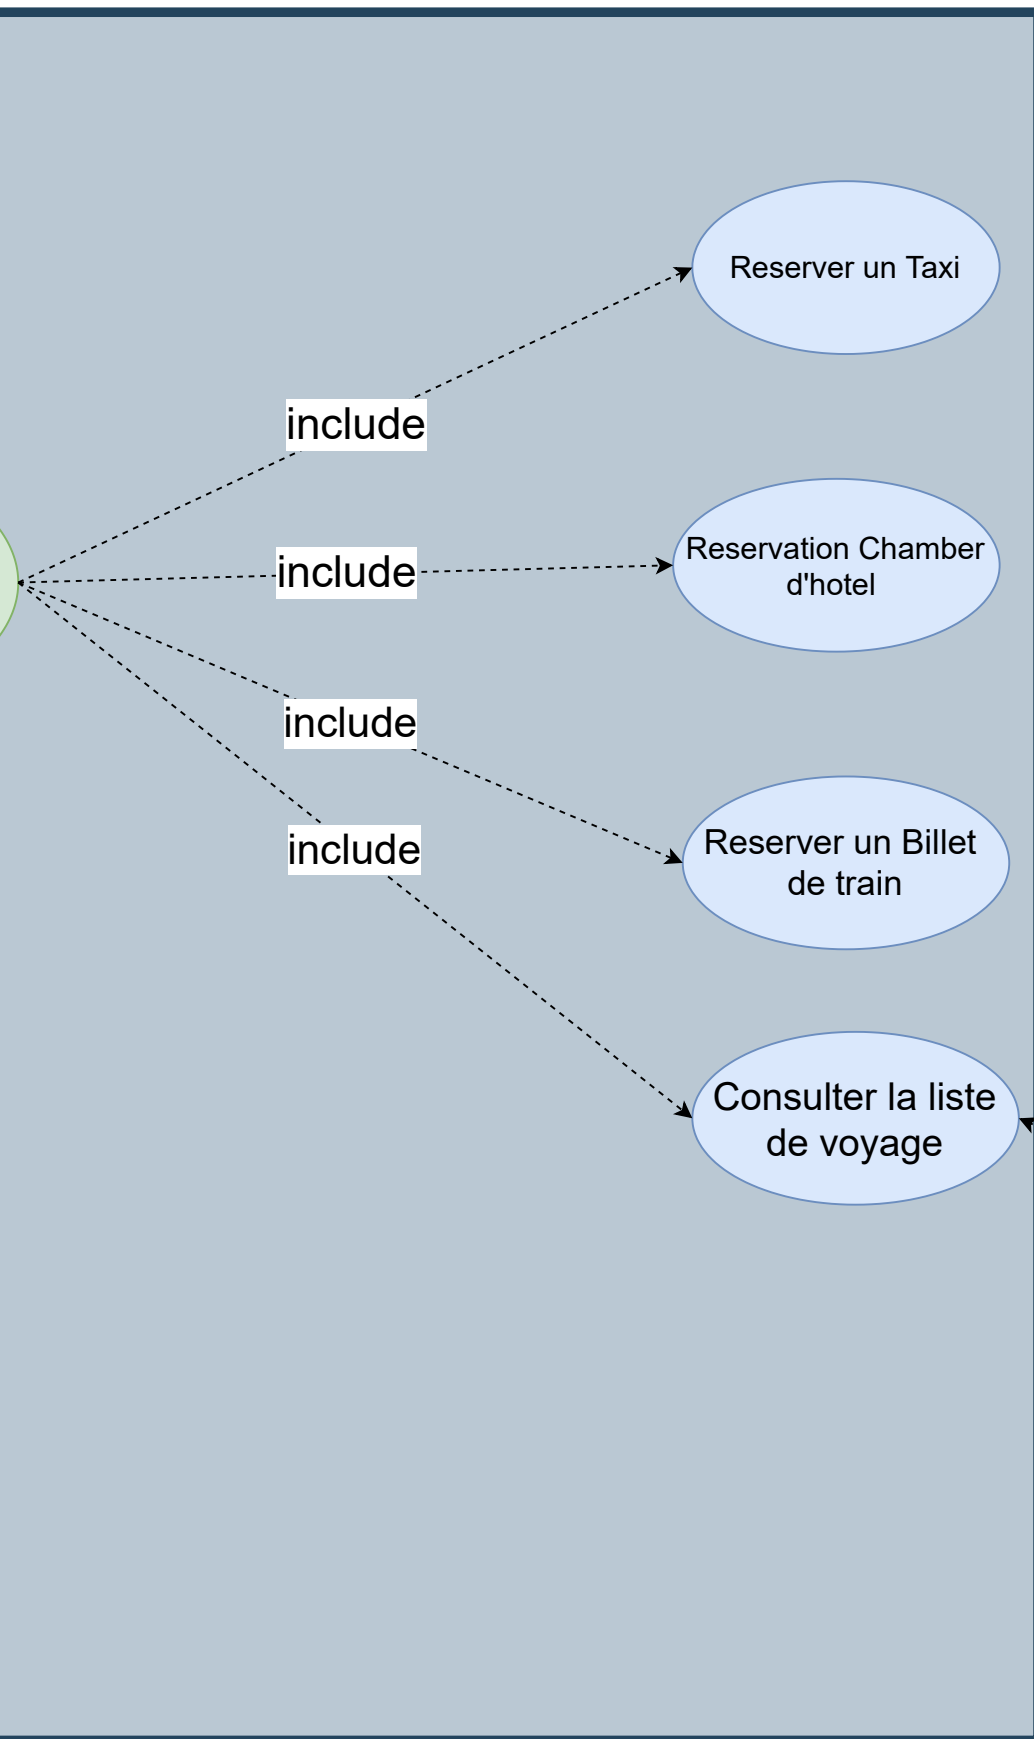 Reserver un Taxi
include
Reservation Chamber
d'hotel
include
include
Reserver un Billet
de train
include
Consulter la liste
de voyage